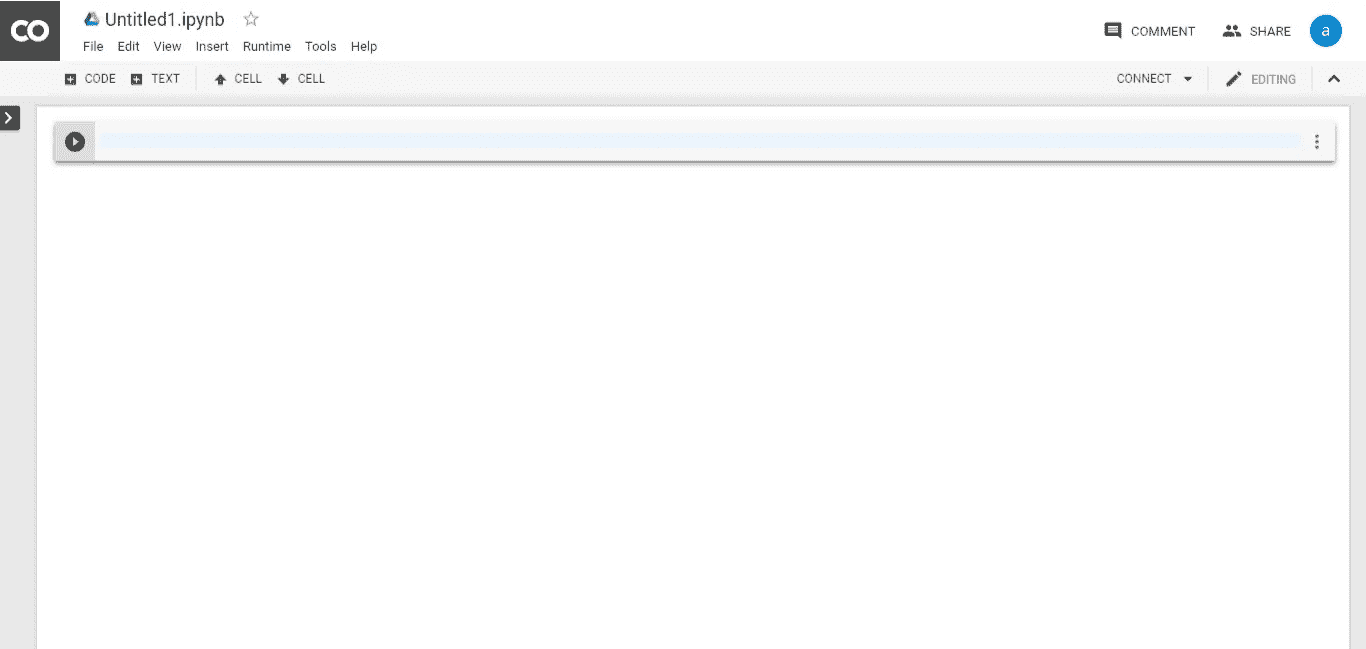 CO Untitled1.ipynb
File Edit View Insert Runtime Tools Help
COMMENT SHARE a
CODE TEXT CELL CELL CONNECT EDITING